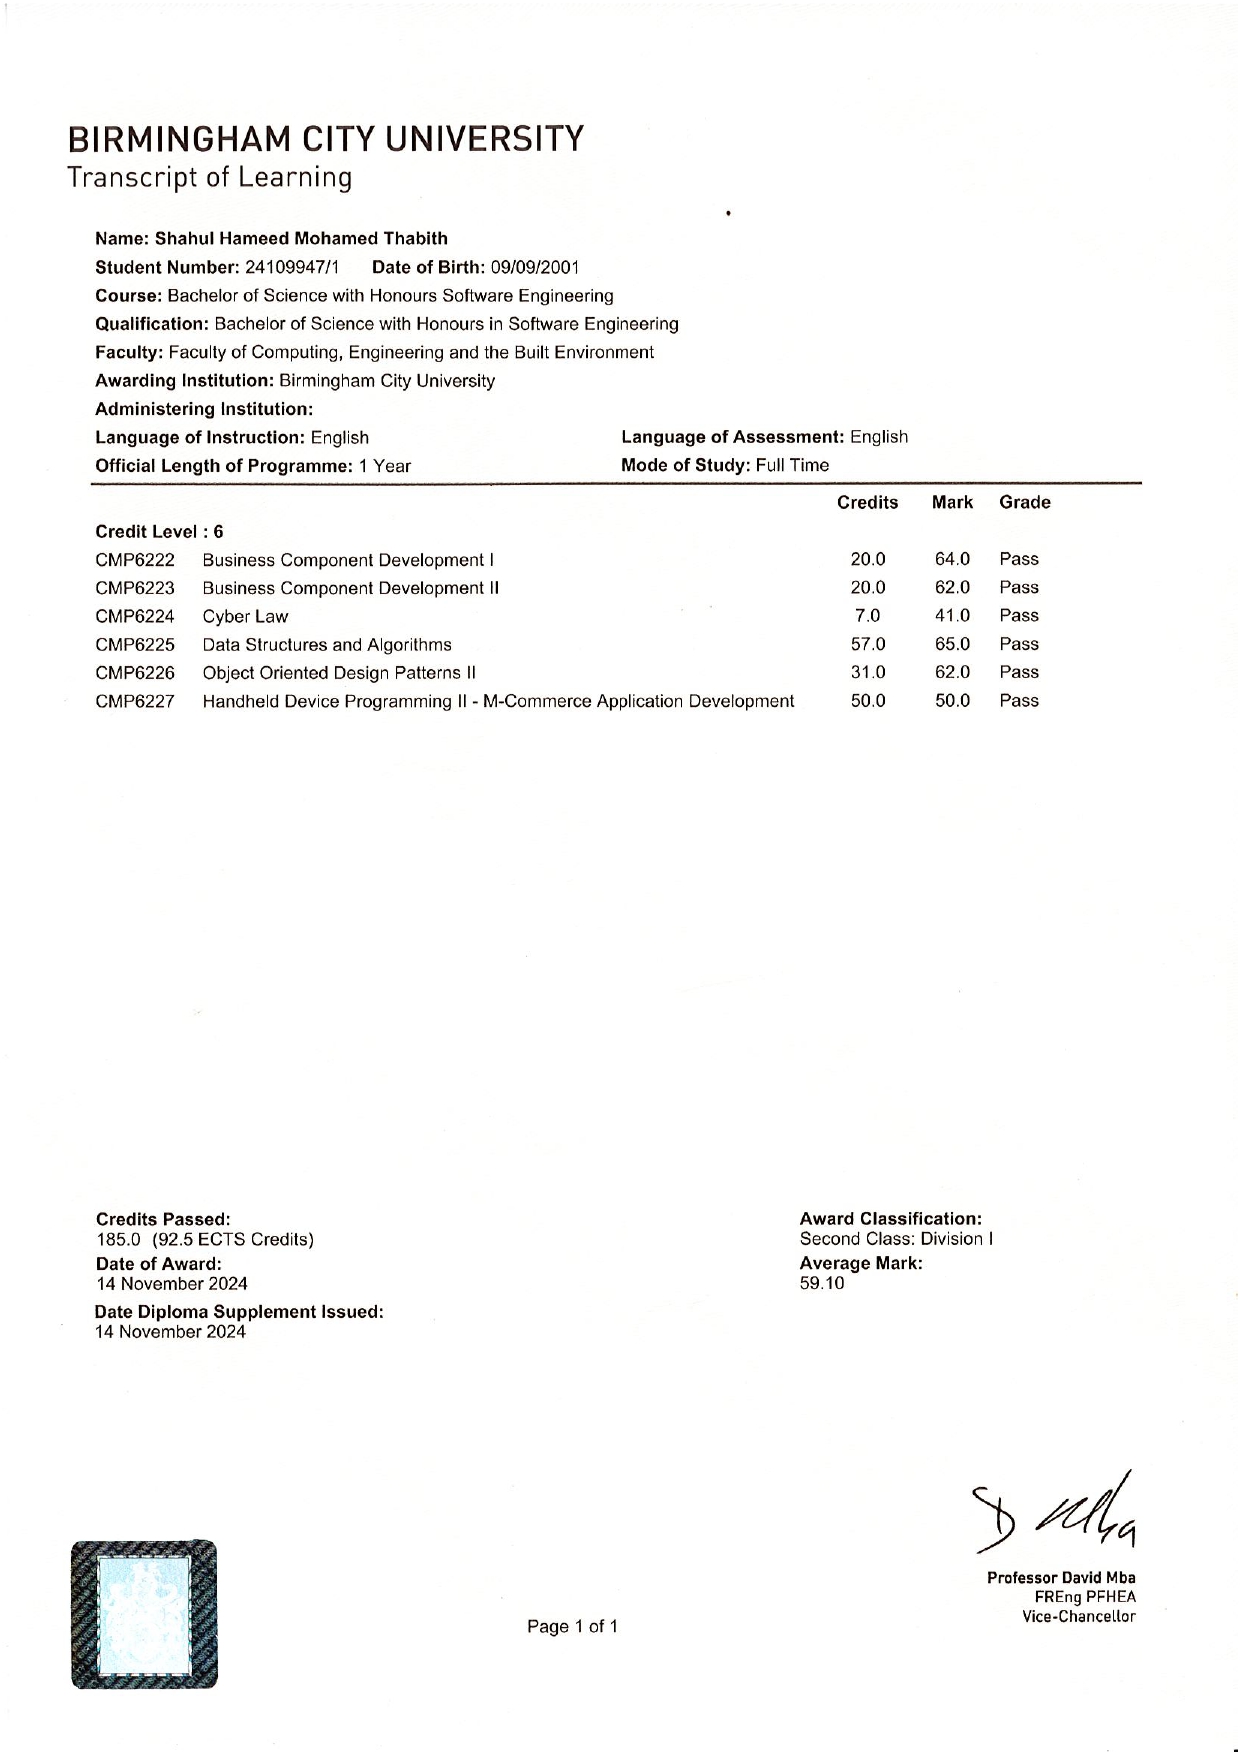 BIRMINGHAM CITY UNIVERSITY
Transcript of Learning
Name: Shahul Hameed Mohamed Thabith
Student Number: 24109947/1 Date of Birth: 09/09/2001
Course: Bachelor of Science with Honours Software Engineering
Qualification: Bachelor of Science with Honours in Software Engineering
Faculty: Faculty of Computing, Engineering and the Built Environment
Awarding Institution: Birmingham City University
Administering Institution:
Language of Instruction: English Language of Assessment: English
Official Length of Programme: 1 Year Mode of Study: Full Time
Credits Mark Grade
Credit Level : 6
CMP6222 Business Component Development I 20.0 64.0 Pass
CMP6223 Business Component Development II 20.0 62.0 Pass
CMP6224 Cyber Law 7.0 41.0 Pass
CMP6225 Data Structures and Algorithms 57.0 65.0 Pass
CMP6226 Object Oriented Design Patterns II 31.0 62.0 Pass
CMP6227 Handheld Device Programming II - M-Commerce Application Development 50.0 50.0 Pass
Credits Passed: Award Classification:
185.0 (92.5 ECTS Credits) Second Class: Division I
Date of Award: Average Mark:
14 November 2024 59.10
Date Diploma Supplement Issued:
14 November 2024
D Mba
Professor David Mba
FREng PFHEA
Vice-Chancellor
Page 1 of 1